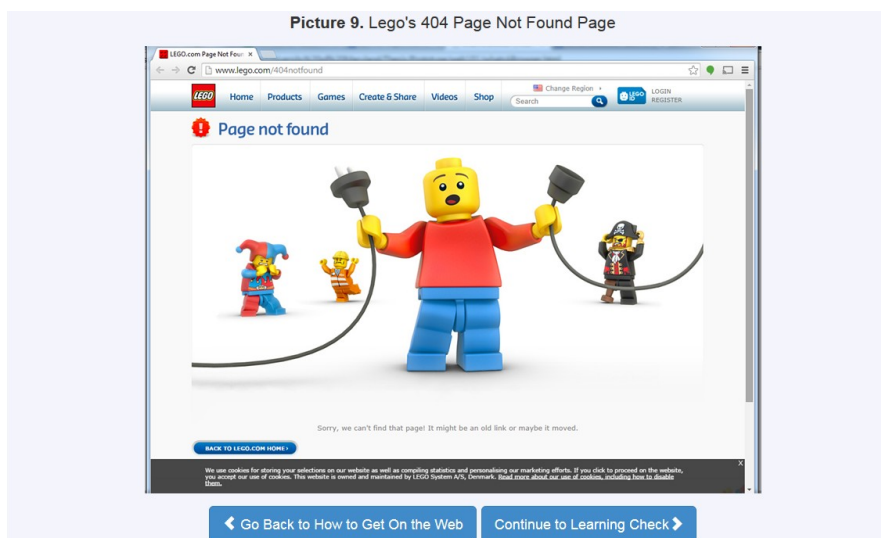 Picture 9. Lego's 404 Page Not Found Page
LEGO.com Page Not Four
www.lego.com/404notfound
LEGO Home Products Games Create & Share Videos Shop
Change Region
Search
LEGO ID
LOGIN
REGISTER
Page not found
Sorry, we can't find that page! It might be an old link or maybe it moved.
BACK TO LEGO.COM HOME
We use cookies for storing your selections on our website as well as compiling statistics and personalising our marketing efforts. If you click to proceed on the website,
you accept our use of cookies. This website is owned and maintained by LEGO System A/S, Denmark. Read more about our use of cookies, including how to disable
them.
X
Go Back to How to Get On the Web
Continue to Learning Check